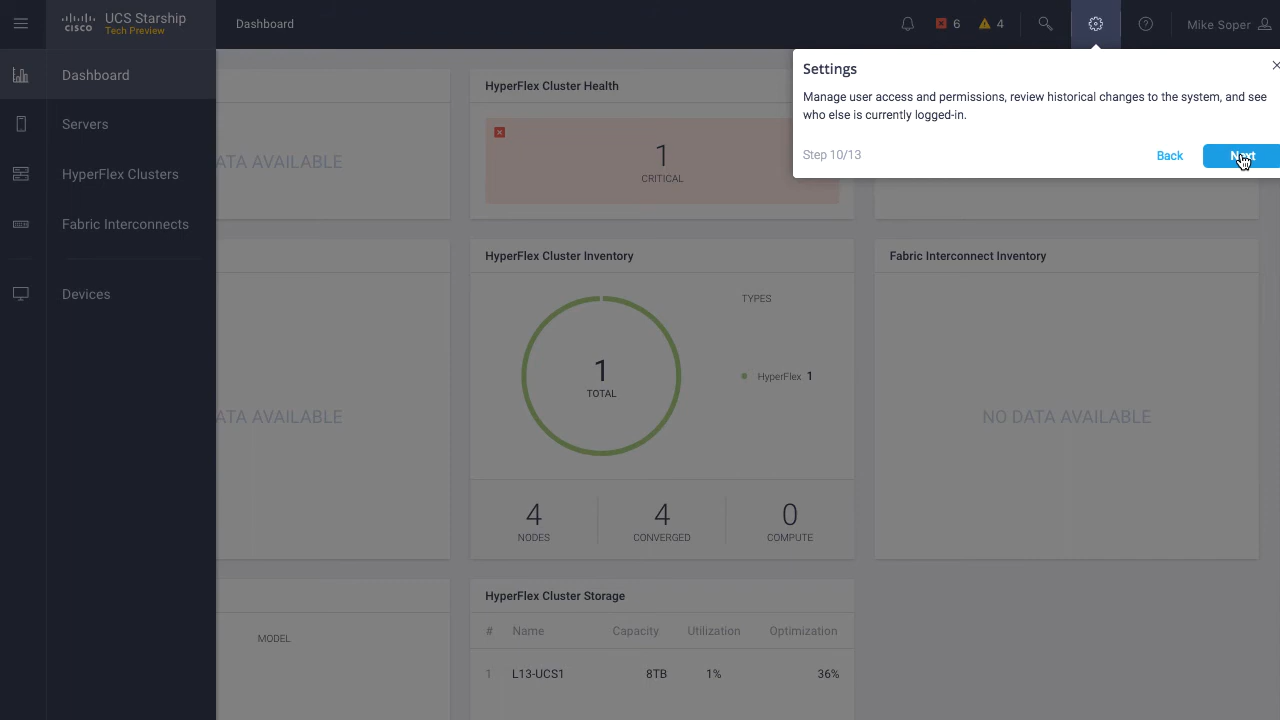 CISCO
UCS Starship
Tech Preview
Dashboard
6
4
Mike Soper
Dashboard
Servers
HyperFlex Clusters
Fabric Interconnects
Devices
Settings
Manage user access and permissions, review historical changes to the system, and see
who else is currently logged-in.
Step 10/13
Back
Next
ATA AVAILABLE
HyperFlex Cluster Health
1
CRITICAL
ATA AVAILABLE
HyperFlex Cluster Inventory
1
TOTAL
TYPES
HyperFlex 1
4
NODES
4
CONVERGED
0
COMPUTE
Fabric Interconnect Inventory
NO DATA AVAILABLE
MODEL
HyperFlex Cluster Storage
# Name Capacity Utilization Optimization
1 L13-UCS1 8TB 1% 36%